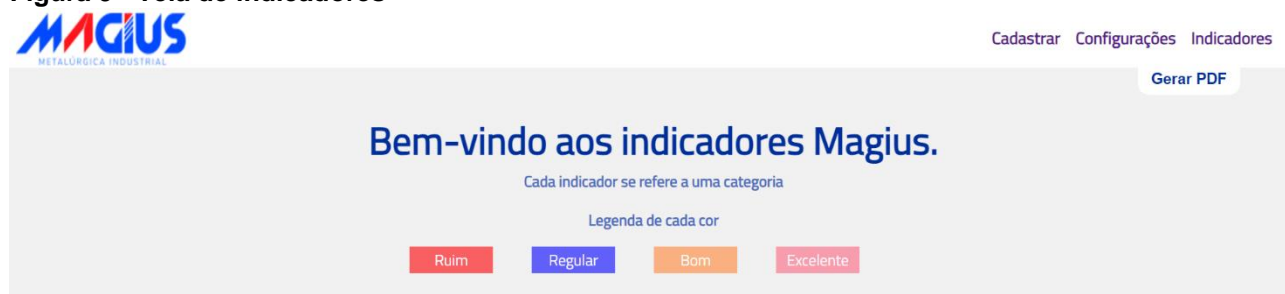 MAGIUS
METALÚRGICA INDUSTRIAL
Cadastrar Configurações Indicadores
Gerar PDF
Bem-vindo aos indicadores Magius.
Cada indicador se refere a uma categoria
Legenda de cada cor
Ruim Regular Bom Excelente